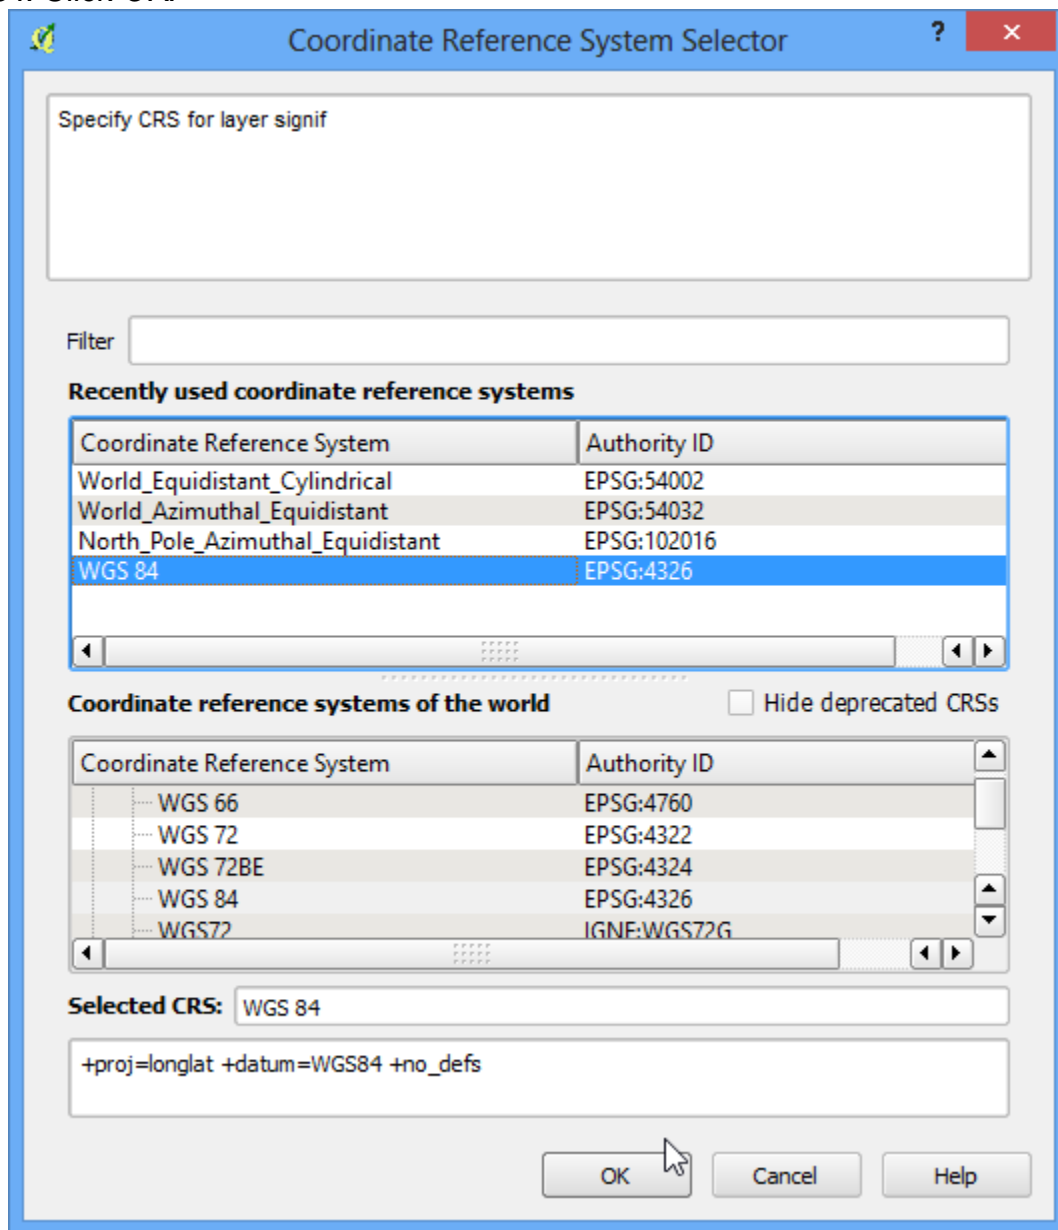 Coordinate Reference System Selector ? ×
Specify CRS for layer signif
Filter
Recently used coordinate reference systems
Coordinate Reference System Authority ID
World_Equidistant_Cylindrical EPSG:54002
World_Azimuthal_Equidistant EPSG:54032
North_Pole_Azimuthal_Equidistant EPSG:102016
WGS 84 EPSG:4326
Coordinate reference systems of the world Hide deprecated CRSs
Coordinate Reference System Authority ID
WGS 66 EPSG:4760
WGS 72 EPSG:4322
WGS 72BE EPSG:4324
WGS 84 EPSG:4326
WGS72 IGNF:WGS72G
Selected CRS: WGS 84
+proj=longlat +datum=WGS84 +no_defs
OK Cancel Help